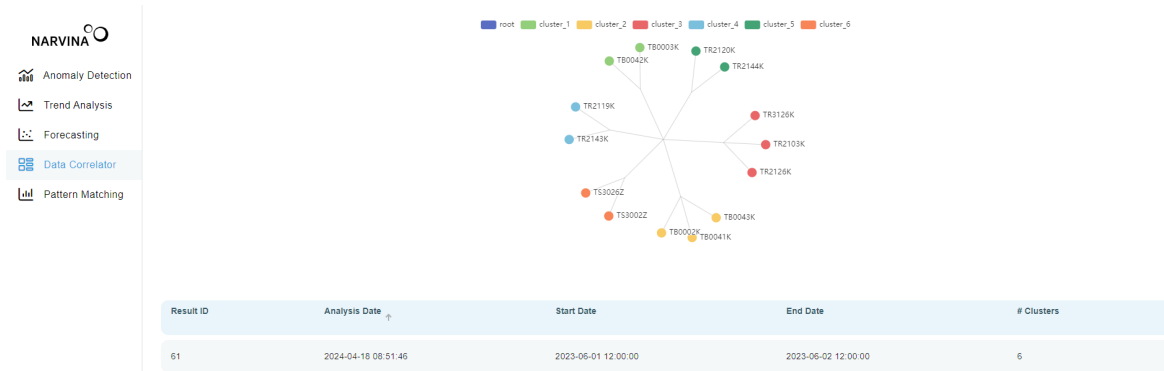 NARVINA
Anomaly Detection
Trend Analysis
Forecasting
Data Correlator
Pattern Matching
root cluster_1 cluster_2 cluster_3 cluster_4 cluster_5 cluster_6
TB0003K
TR2120K
TB0042K
TR2144K
TR2119K
TR3126K
TR2143K
TR2103K
TR2126K
TS3026Z
TS3002Z
TB0043K
TB0002K
TB0041K
Result ID Analysis Date Start Date End Date # Clusters
61 2024-04-18 08:51:46 2023-06-01 12:00:00 2023-06-02 12:00:00 6